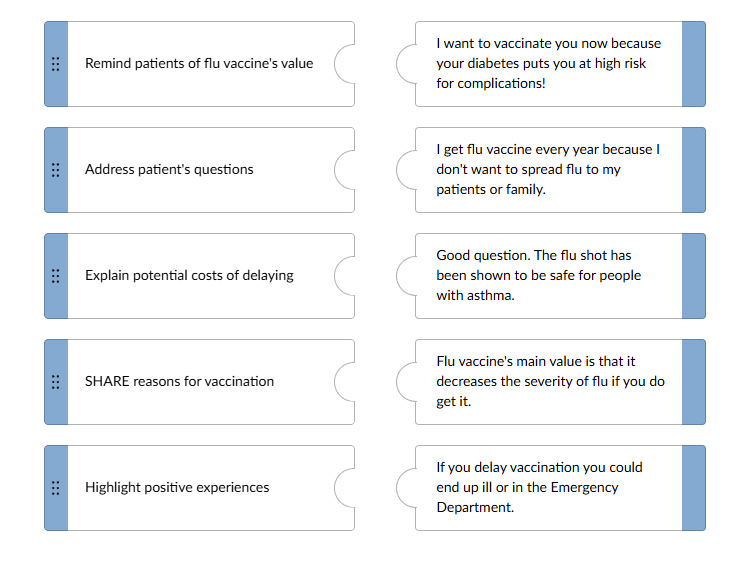 Remind patients of flu vaccine's value
I want to vaccinate you now because
your diabetes puts you at high risk
for complications!
Address patient's questions
I get flu vaccine every year because I
don't want to spread flu to my
patients or family.
Explain potential costs of delaying
Good question. The flu shot has
been shown to be safe for people
with asthma.
SHARE reasons for vaccination
Flu vaccine's main value is that it
decreases the severity of flu if you do
get it.
Highlight positive experiences
If you delay vaccination you could
end up ill or in the Emergency
Department.